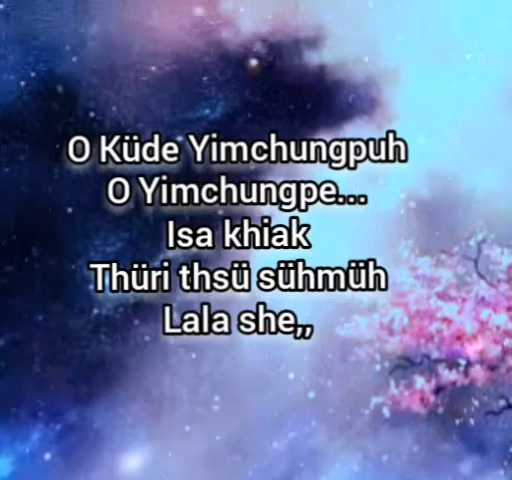 O Küde Yimchungpuh
O Yimchungpe...
Isa khiak
Thüri thsü sühmüh
Lala she,,